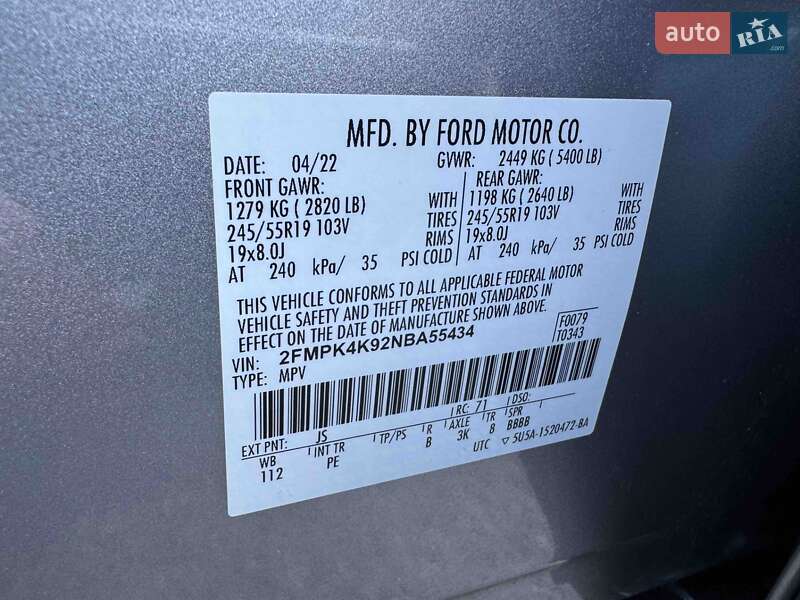 auto RIA .com
MFD. BY FORD MOTOR CO.
DATE: 04/22 GVWR: 2449 KG ( 5400 LB)
FRONT GAWR: REAR GAWR:
1279 KG ( 2820 LB) WITH 1198 KG ( 2640 LB) WITH
245/55R19 103V TIRES 245/55R19 103V TIRES
19x8.0J RIMS 19x8.0J RIMS
AT 240 kPa/ 35 PSI COLD AT 240 kPa/ 35 PSI COLD
THIS VEHICLE CONFORMS TO ALL APPLICABLE FEDERAL MOTOR
VEHICLE SAFETY AND THEFT PREVENTION STANDARDS IN
EFFECT ON THE DATE OF MANUFACTURE SHOWN ABOVE.
F0079
VIN: 2FMPK4K92NBA55434 T0343
TYPE: MPV
EXT PNT: JS RC: 71 DSO:
WB INT TR TP/PS R AXLE TR SPR
112 PE B 3K 8 BBBB
UTC ▽ 5U5A-1520472-BA